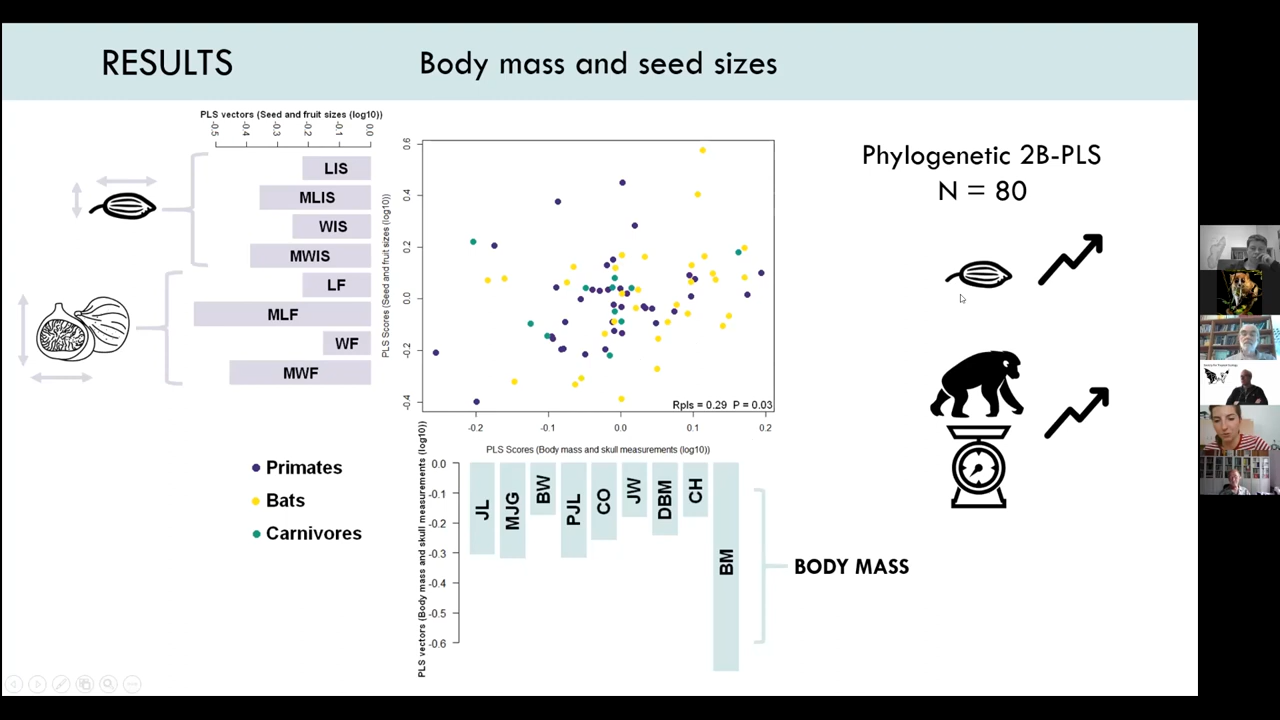 RESULTS
Body mass and seed sizes
PLS vectors (Seed and fruit sizes (log10))
-0.5 -0.4 -0.3 -0.2 -0.1 0.0
LIS
MLIS
WIS
MWIS
LF
MLF
WF
MWF
Primates
Bats
Carnivores
PLS Scores (Seed and fruit sizes (log10))
0.6
0.4
0.2
0.0
-0.2
-0.4
Rpls = 0.29 P = 0.03
-0.2 -0.1 0.0 0.1 0.2
PLS Scores (Body mass and skull measurements (log10))
PLS vectors (Body mass and skull measurements (log10))
0.0
-0.1
-0.2
-0.3
-0.4
-0.5
-0.6
JL
MJG
BW
PJL
CO
JW
DBM
CH
BM
BODY MASS
Phylogenetic 2B-PLS
N = 80